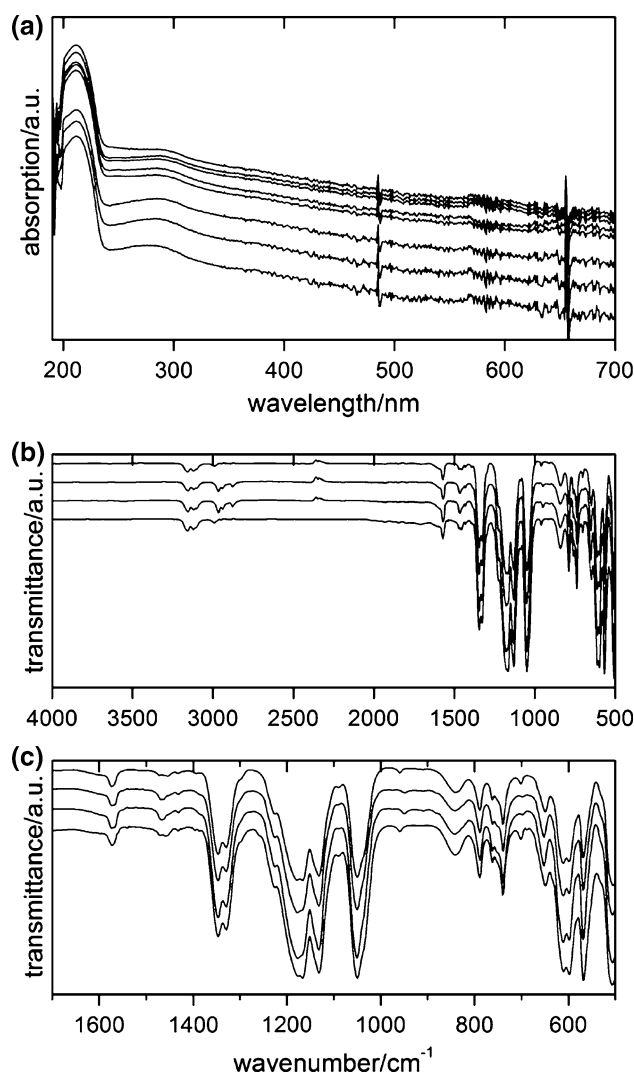 (a)
absorption/a.u.
200 300 400 500 600 700
wavelength/nm
(b)
transmittance/a.u.
4000 3500 3000 2500 2000 1500 1000 500
(c)
transmittance/a.u.
1600 1400 1200 1000 800 600
wavenumber/cm⁻¹